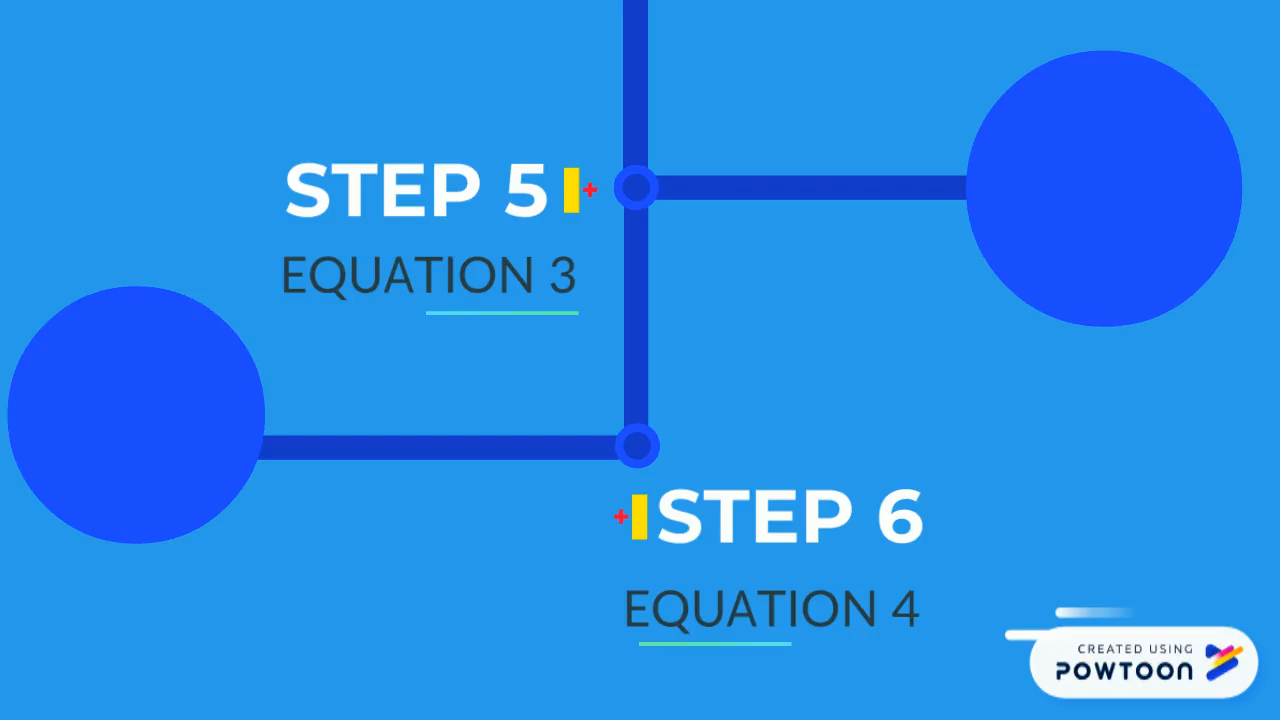 STEP 5
EQUATION 3
STEP 6
EQUATION 4
CREATED USING
POWTOON